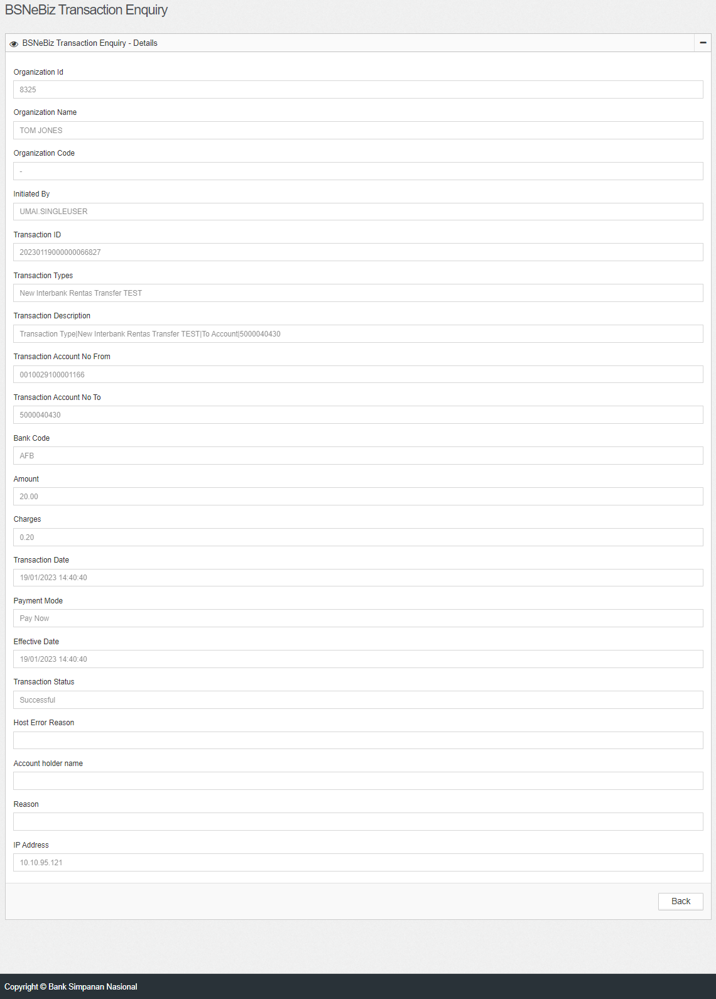 BSNeBiz Transaction Enquiry
BSNeBiz Transaction Enquiry - Details
Organization Id
8325
Organization Name
TOM JONES
Organization Code
-
Initiated By
UMAI.SINGLEUSER
Transaction ID
20230119000000066827
Transaction Types
New Interbank Rentas Transfer TEST
Transaction Description
Transaction Type|New Interbank Rentas Transfer TEST|To Account|5000040430
Transaction Account No From
0010029100001166
Transaction Account No To
5000040430
Bank Code
AFB
Amount
20.00
Charges
0.20
Transaction Date
19/01/2023 14:40:40
Payment Mode
Pay Now
Effective Date
19/01/2023 14:40:40
Transaction Status
Successful
Host Error Reason
Account holder name
Reason
IP Address
10.10.95.121
Back
Copyright © Bank Simpanan Nasional